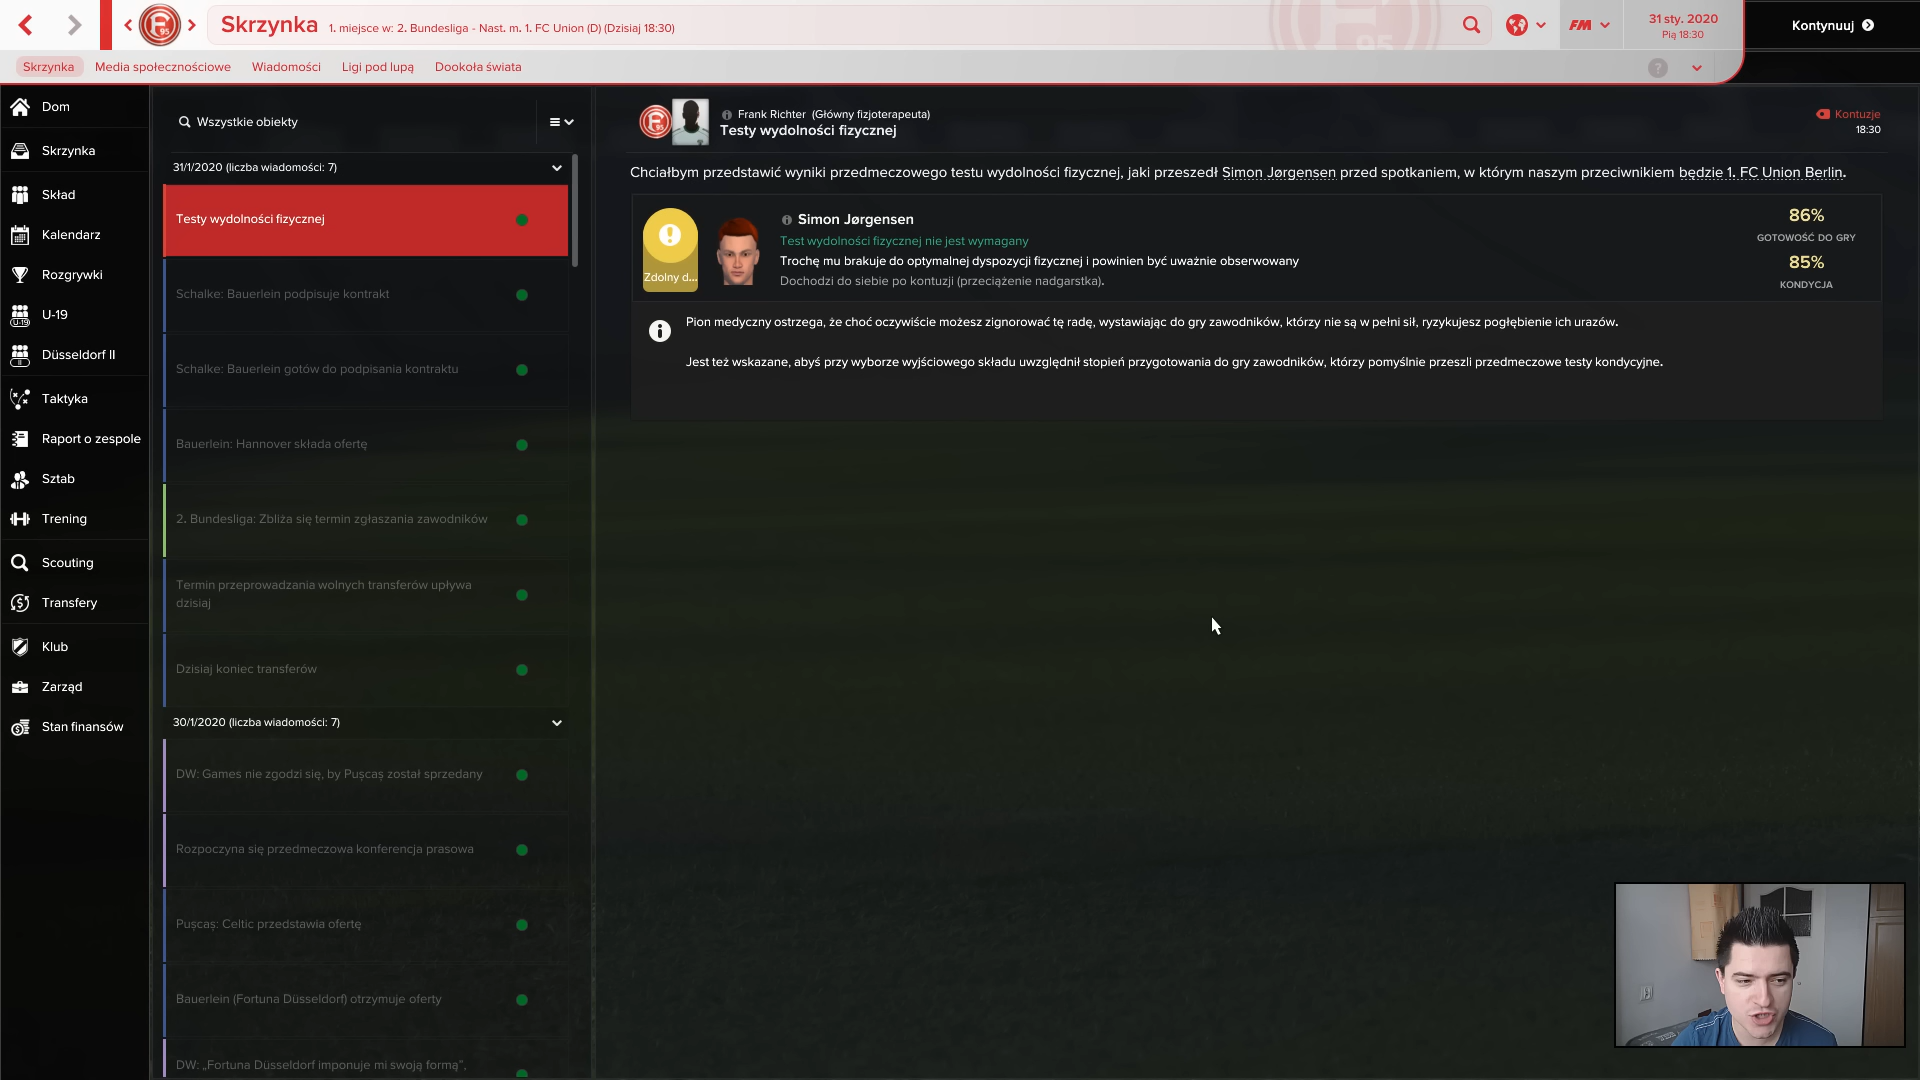 Skrzynka
1. miejsce w: 2. Bundesliga - Nast. m. 1. FC Union (D) (Dzisiaj 18:30)
FM
31 sty. 2020
Pią 18:30
Kontynuuj
Skrzynka
Media społecznościowe
Wiadomości
Ligi pod lupą
Dookoła świata
?
Dom
Skrzynka
Skład
Kalendarz
Rozgrywki
U-19
Düsseldorf II
Taktyka
Raport o zespole
Sztab
Trening
Scouting
Transfery
Klub
Zarząd
Stan finansów
Wszystkie obiekty
31/1/2020 (liczba wiadomości: 7)
Testy wydolności fizycznej
Schalke: Bauerlein podpisuje kontrakt
Schalke: Bauerlein gotów do podpisania kontraktu
Bauerlein: Hannover składa ofertę
2. Bundesliga: Zbliża się termin zgłaszania zawodników
Termin przeprowadzania wolnych transferów upływa
dzisiaj
Dzisiaj koniec transferów
30/1/2020 (liczba wiadomości: 7)
DW: Games nie zgodzi się, by Pușcaș został sprzedany
Rozpoczyna się przedmeczowa konferencja prasowa
Pușcaș: Celtic przedstawia ofertę
Bauerlein (Fortuna Düsseldorf) otrzymuje oferty
DW: „Fortuna Düsseldorf imponuje mi swoją formą”,
Frank Richter (Główny fizjoterapeuta)
Testy wydolności fizycznej
Kontuzje
18:30
Chciałbym przedstawić wyniki przedmeczowego testu wydolności fizycznej, jaki przeszedł Simon Jørgensen przed spotkaniem, w którym naszym przeciwnikiem będzie 1. FC Union Berlin.
Zdolny d...
Simon Jørgensen
Test wydolności fizycznej nie jest wymagany
Trochę mu brakuje do optymalnej dyspozycji fizycznej i powinien być uważnie obserwowany
Dochodzi do siebie po kontuzji (przeciążenie nadgarstka).
86%
GOTOWOŚĆ DO GRY
85%
KONDYCJA
Pion medyczny ostrzega, że choć oczywiście możesz zignorować tę radę, wystawiając do gry zawodników, którzy nie są w pełni sił, ryzykujesz pogłębienie ich urazów.
Jest też wskazane, abyś przy wyborze wyjściowego składu uwzględnił stopień przygotowania do gry zawodników, którzy pomyślnie przeszli przedmeczowe testy kondycyjne.